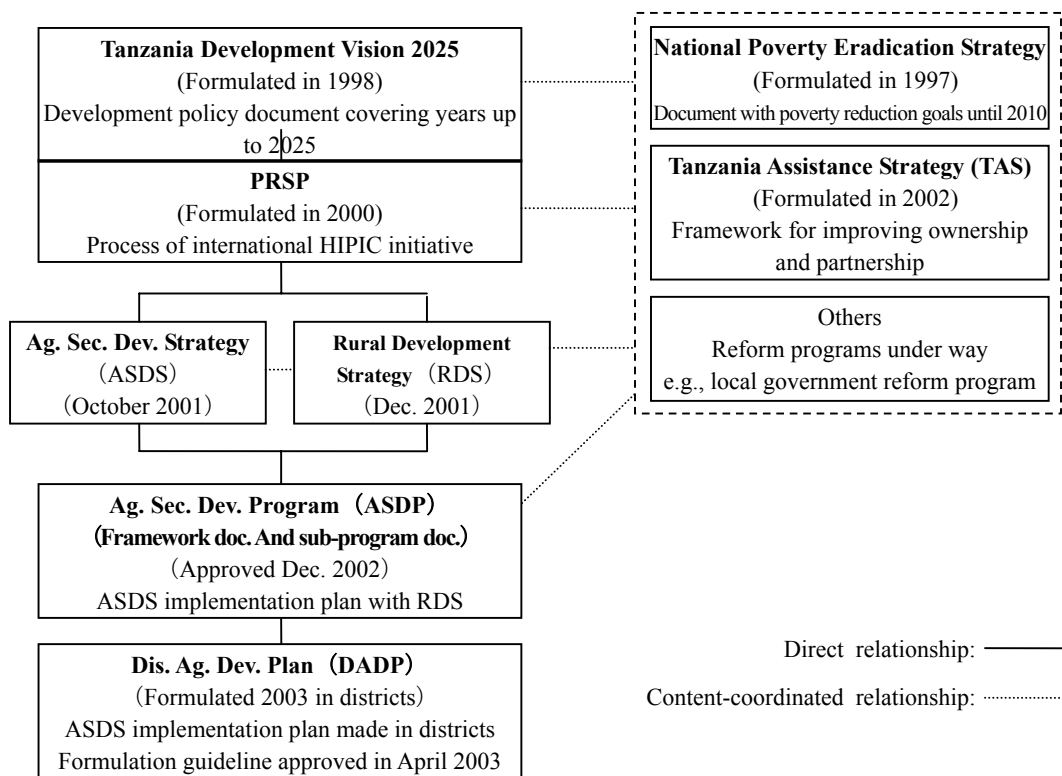 Tanzania Development Vision 2025
(Formulated in 1998)
Development policy document covering years up
to 2025
PRSP
(Formulated in 2000)
Process of international HIPIC initiative
Ag. Sec. Dev. Strategy
(ASDS)
(October 2001)
Rural Development
Strategy (RDS)
(Dec. 2001)
Ag. Sec. Dev. Program (ASDP)
(Framework doc. And sub-program doc.)
(Approved Dec. 2002)
ASDS implementation plan with RDS
Dis. Ag. Dev. Plan (DADP)
(Formulated 2003 in districts)
ASDS implementation plan made in districts
Formulation guideline approved in April 2003
National Poverty Eradication Strategy
(Formulated in 1997)
Document with poverty reduction goals until 2010
Tanzania Assistance Strategy (TAS)
(Formulated in 2002)
Framework for improving ownership
and partnership
Others
Reform programs under way
e.g., local government reform program
Direct relationship:
Content-coordinated relationship: